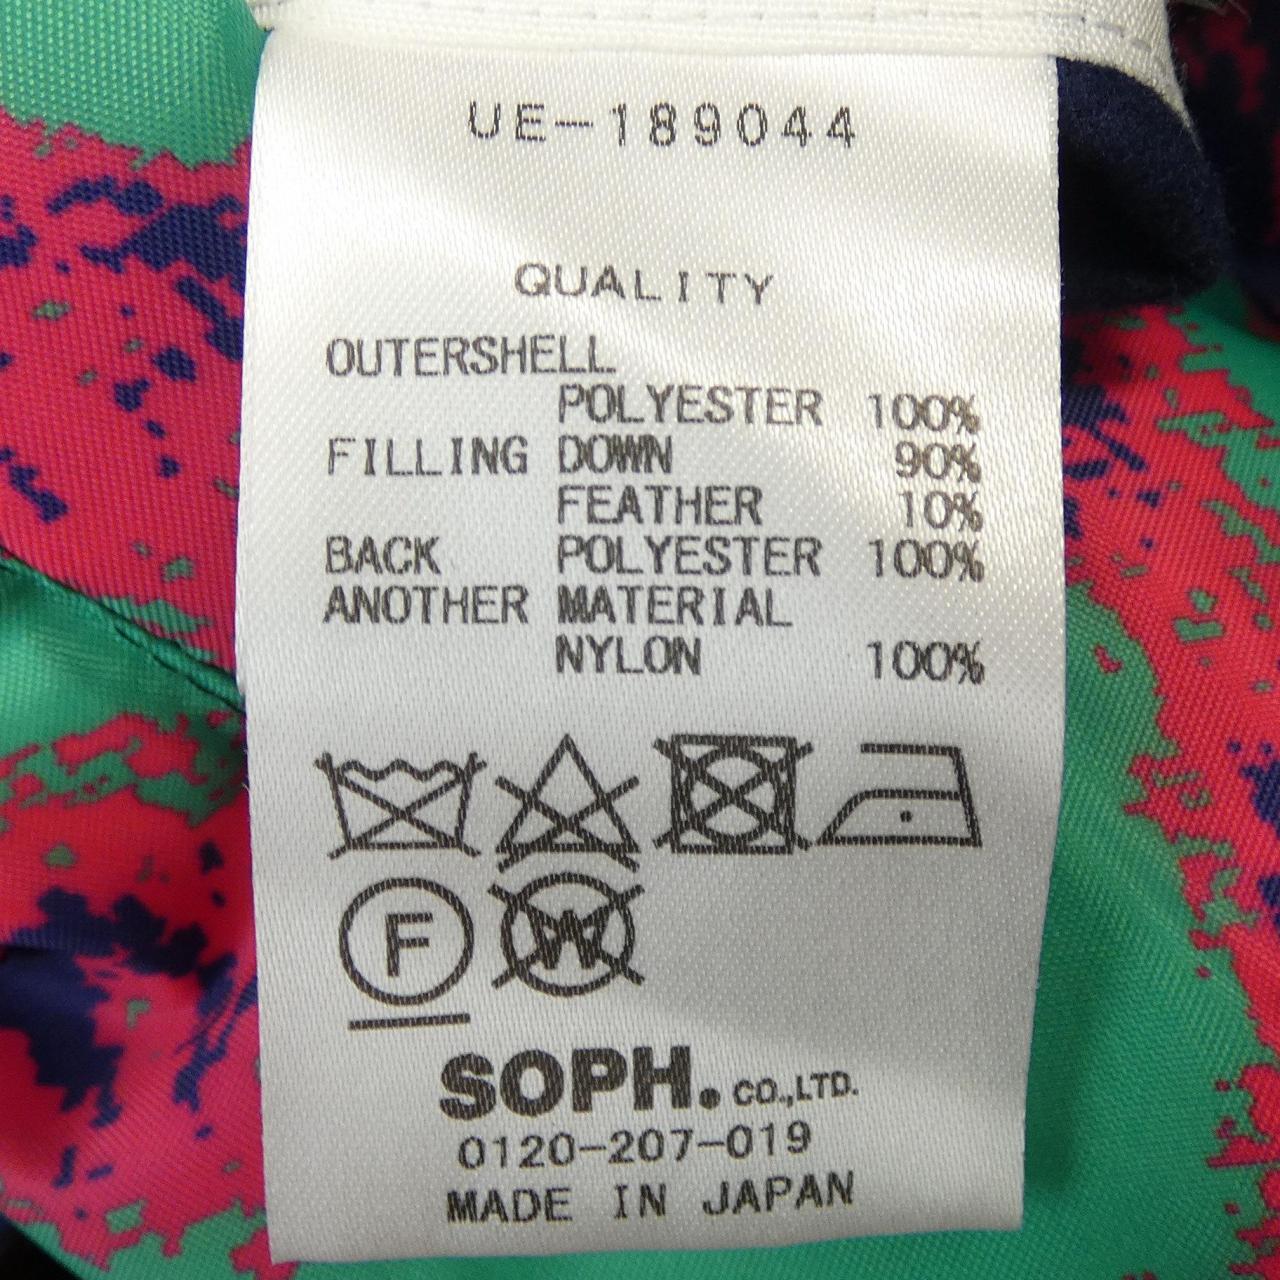 UE-189044
QUALITY
OUTERSHELL
POLYESTER 100%
FILLING DOWN 90%
FEATHER 10%
BACK POLYESTER 100%
ANOTHER MATERIAL
NYLON 100%
F W
SOPH. CO.,LTD.
0120-207-019
MADE IN JAPAN